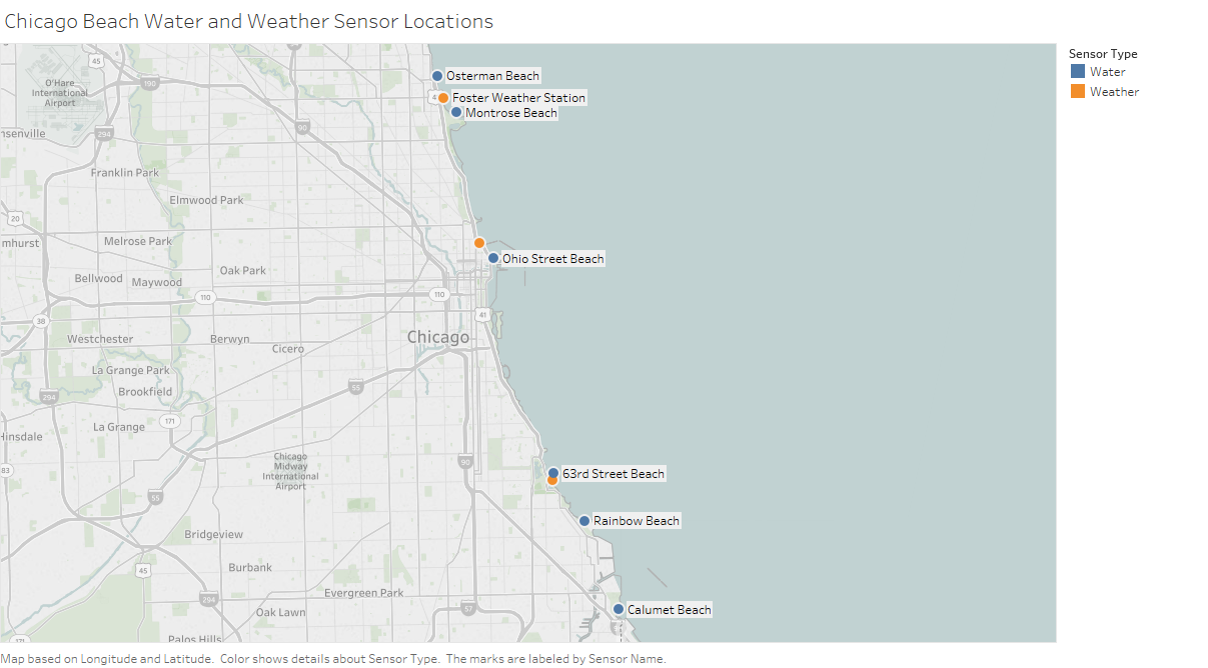 Chicago Beach Water and Weather Sensor Locations
Sensor Type
Water
Weather
Osterman Beach
Foster Weather Station
Montrose Beach
Ohio Street Beach
63rd Street Beach
Rainbow Beach
Calumet Beach
45
O'Hare
International
Airport
190
90
294
nsenville
Franklin Park
Elmwood Park
20
mhurst
Melrose Park
Oak Park
Bellwood
Maywood
110
110
38
41
Chicago
Westchester
Berwyn
Cicero
La Grange Park
Brookfield
55
294
171
La Grange
Hinsdale
90
83
Chicago
Midway
International
Airport
55
Bridgeview
45
Burbank
Evergreen Park
294
Oak Lawn
57
Palos Hills
171
Map based on Longitude and Latitude.  Color shows details about Sensor Type.  The marks are labeled by Sensor Name.